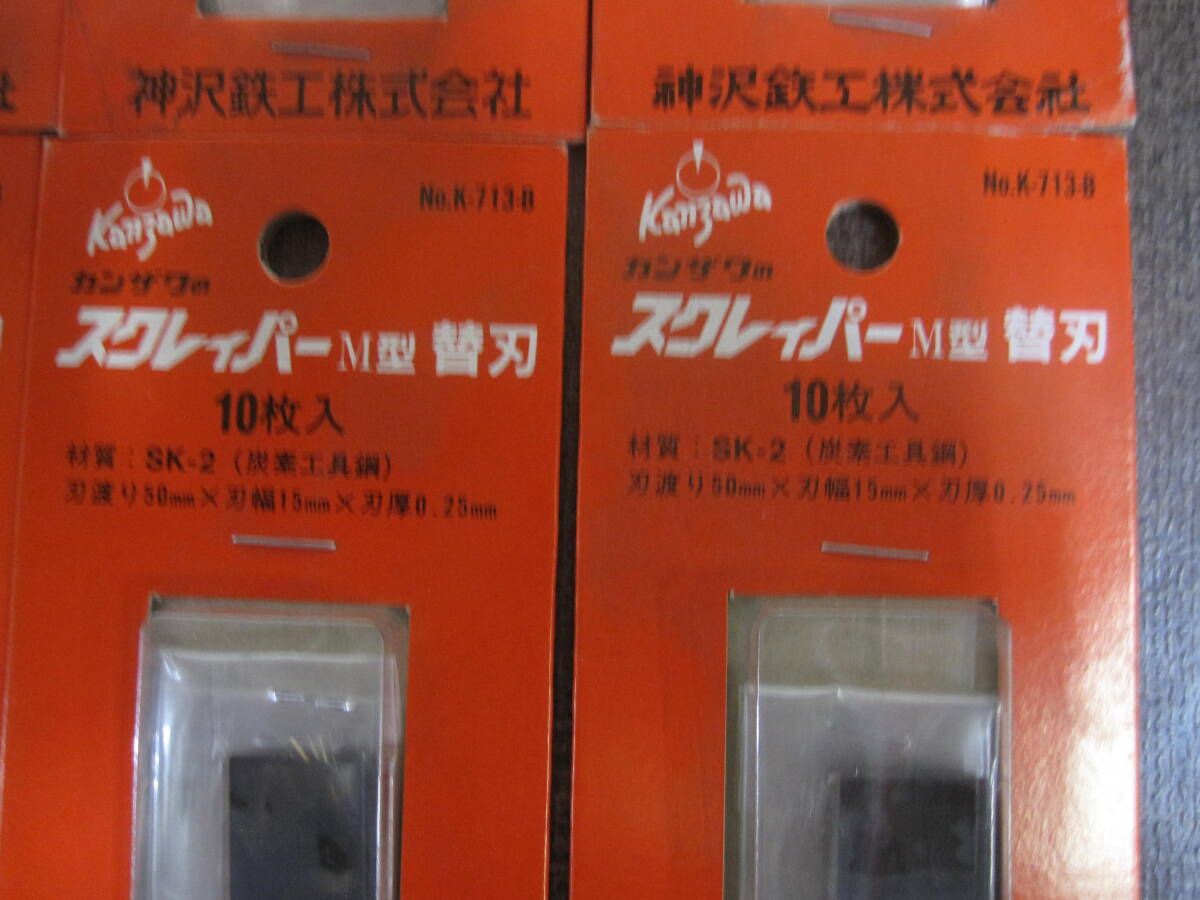 神沢鉄工株式会社
神沢鉄工株式会社
社
Kanzawa
No.K-713-B
カンザワの
スクレイパー M型 替刃
10枚入
材質:SK-2(炭素工具鋼)
刃渡り50mm×刃幅15mm×刃厚0.25mm
Kanzawa
No.K-713-B
カンザワの
スクレイパー M型 替刃
10枚入
材質:SK-2(炭素工具鋼)
刃渡り50mm×刃幅15mm×刃厚0.25mm